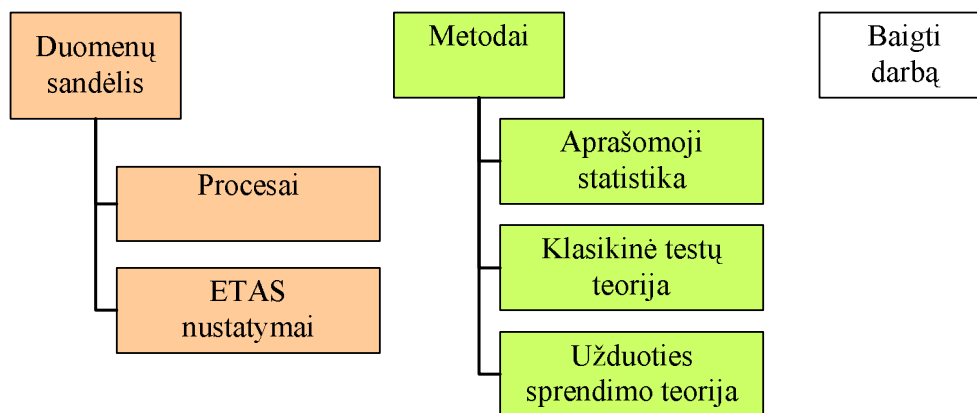 Duomenų
sandėlis
Procesai
ETAS
nustatymai
Metodai
Aprašomoji
statistika
Klasikinė testų
teorija
Užduoties
sprendimo teorija
Baigti
darbą